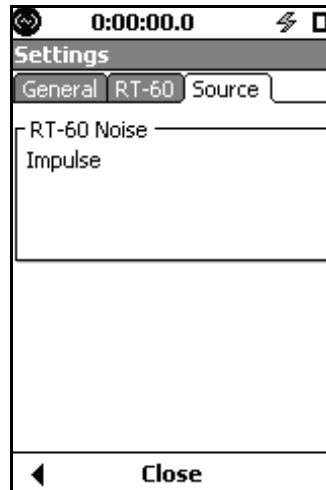 0:00:00.0
Settings
General RT-60 Source
RT-60 Noise
Impulse
Close